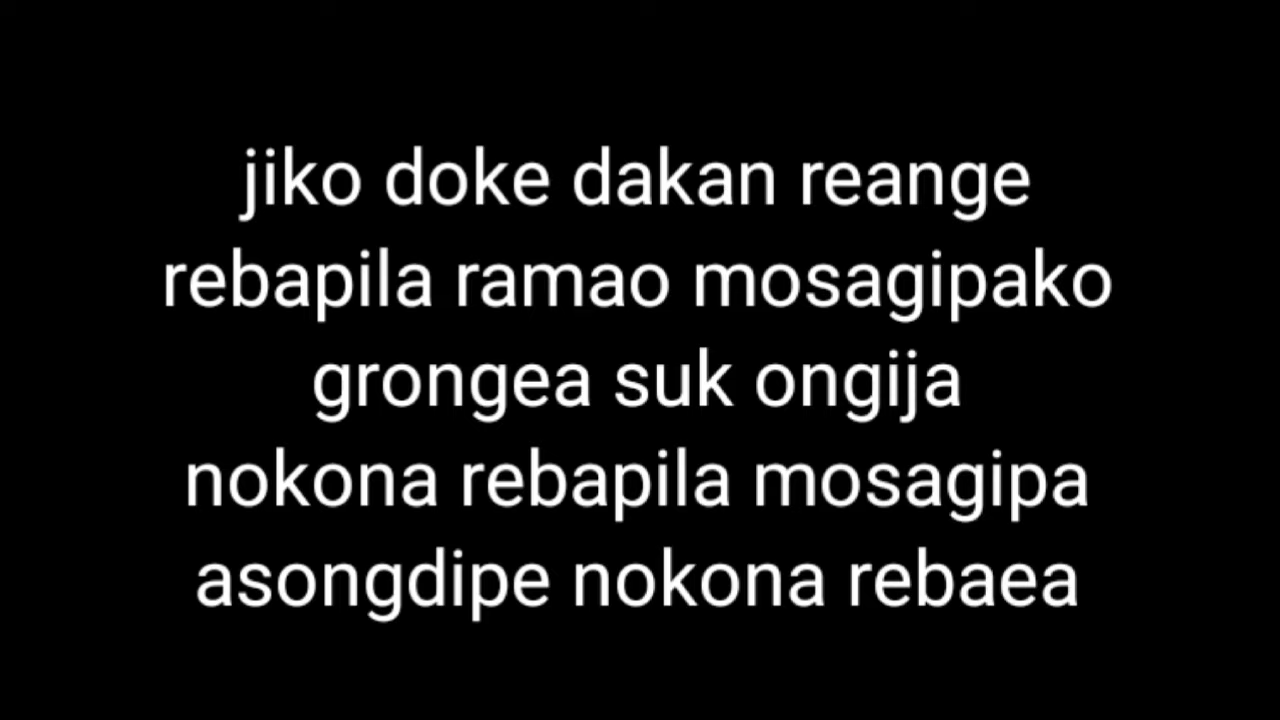 jiko doke dakan reange
rebapila ramao mosagipako
grongea suk ongija
nokona rebapila mosagipa
asongdipe nokona rebaea